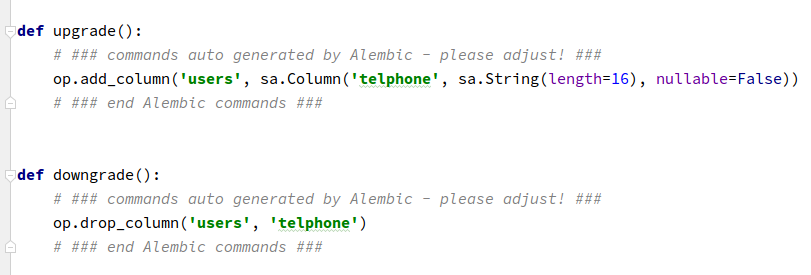 def upgrade():
    # ### commands auto generated by Alembic - please adjust! ###
    op.add_column('users', sa.Column('telphone', sa.String(length=16), nullable=False))
    # ### end Alembic commands ###
def downgrade():
    # ### commands auto generated by Alembic - please adjust! ###
    op.drop_column('users', 'telphone')
    # ### end Alembic commands ###